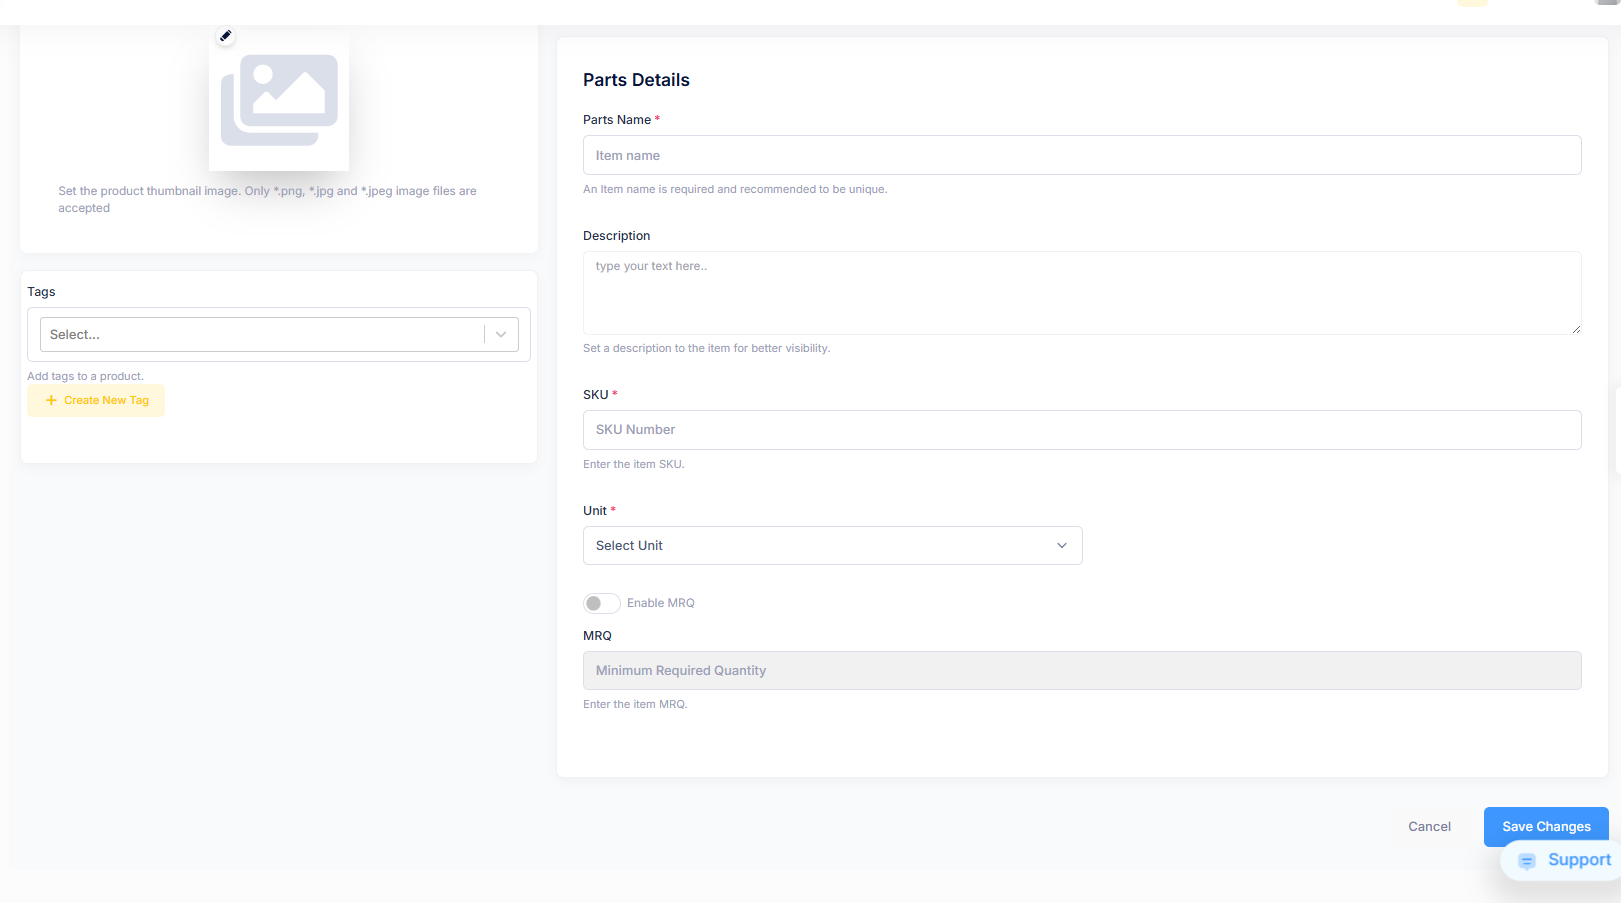 Set the product thumbnail image. Only *.png, *.jpg and *.jpeg image files are
accepted
Tags
Select...
Add tags to a product.
Create New Tag
Parts Details
Parts Name *
Item name
An Item name is required and recommended to be unique.
Description
type your text here..
Set a description to the item for better visibility.
SKU *
SKU Number
Enter the item SKU.
Unit *
Select Unit
Enable MRQ
MRQ
Minimum Required Quantity
Enter the item MRQ.
Cancel
Save Changes
Support